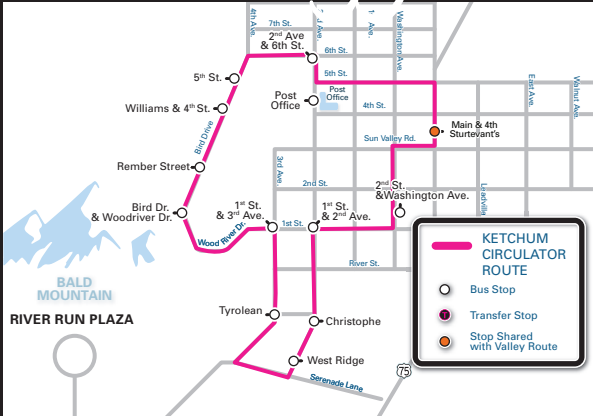 4th Ave.
Ave.
Ave.
Washington Ave.
7th St.
2nd Ave
& 6th St.
6th St.
5th St.
5th St.
Post
Office
Post
Office
4th St.
Williams & 4th St.
Bird Drive
Main & 4th
Sturtevant's
Sun Valley Rd.
East Ave.
Walnut Ave.
Rember Street
3rd Ave.
2nd St.
2nd St.
&Washington Ave.
Leadville
Bird Dr.
& Woodriver Dr.
1st St.
& 3rd Ave.
1st St.
& 2nd Ave.
1st St.
Wood River Dr.
River St.
BALD
MOUNTAIN
RIVER RUN PLAZA
Tyrolean
Christophe
West Ridge
Serenade Lane
75
KETCHUM
CIRCULATOR
ROUTE
Bus Stop
T
Transfer Stop
Stop Shared
with Valley Route